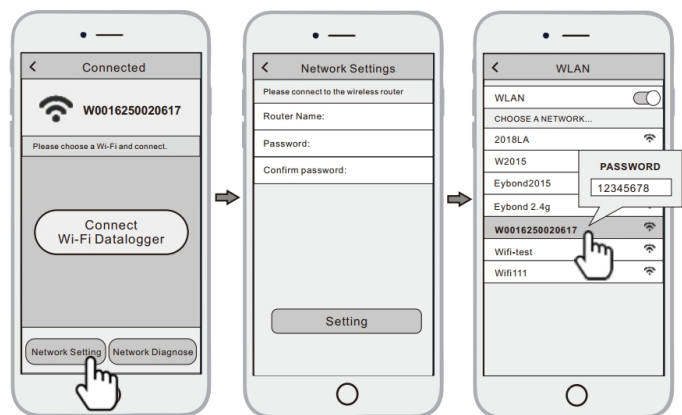 Connected
W0016250020617
Please choose a Wi-Fi and connect.
Connect
Wi-Fi Datalogger
Network Setting
Network Diagnose
Network Settings
Please connect to the wireless router
Router Name:
Password:
Confirm password:
Setting
WLAN
WLAN
CHOOSE A NETWORK...
2018LA
W2015
Eybond2015
Eybond 2.4g
W0016250020617
Wifi-test
Wifi111
PASSWORD
12345678